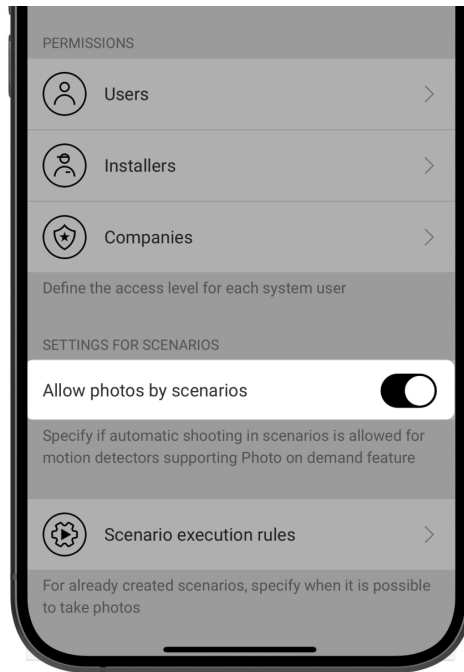 PERMISSIONS
Users
Installers
Companies
Define the access level for each system user
SETTINGS FOR SCENARIOS
Allow photos by scenarios
Specify if automatic shooting in scenarios is allowed for
motion detectors supporting Photo on demand feature
Scenario execution rules
For already created scenarios, specify when it is possible
to take photos